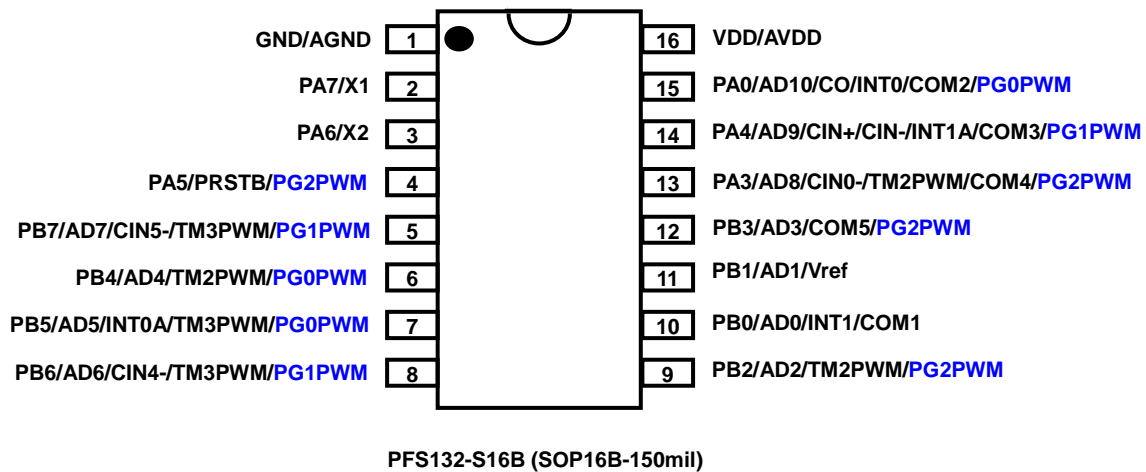 GND/AGND 1 16 VDD/AVDD
PA7/X1 2 15 PA0/AD10/CO/INT0/COM2/PG0PWM
PA6/X2 3 14 PA4/AD9/CIN+/CIN-/INT1A/COM3/PG1PWM
PA5/PRSTB/PG2PWM 4 13 PA3/AD8/CIN0-/TM2PWM/COM4/PG2PWM
PB7/AD7/CIN5-/TM3PWM/PG1PWM 5 12 PB3/AD3/COM5/PG2PWM
PB4/AD4/TM2PWM/PG0PWM 6 11 PB1/AD1/Vref
PB5/AD5/INT0A/TM3PWM/PG0PWM 7 10 PB0/AD0/INT1/COM1
PB6/AD6/CIN4-/TM3PWM/PG1PWM 8 9 PB2/AD2/TM2PWM/PG2PWM
PFS132-S16B (SOP16B-150mil)